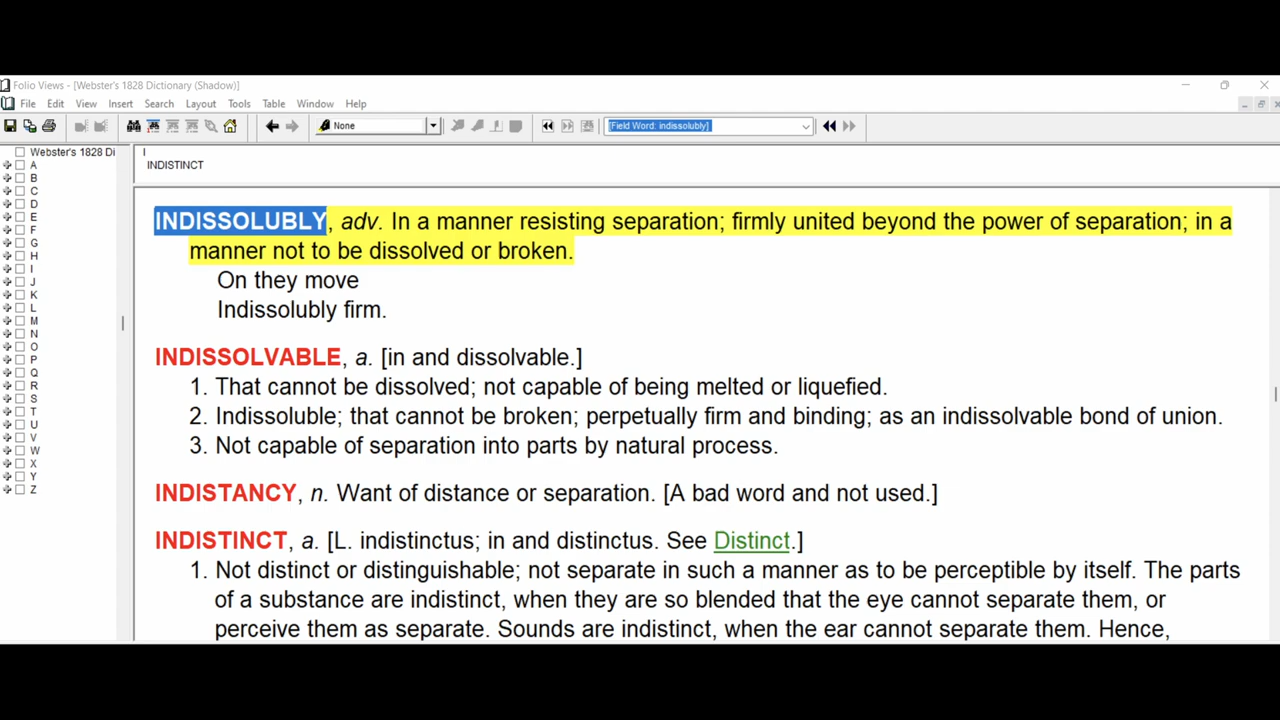 Folio Views - [Webster's 1828 Dictionary (Shadow)]
File Edit View Insert Search Layout Tools Table Window Help
None
[Field Word: indissolubly]
Webster's 1828 Di
A
B
C
D
E
F
G
H
I
J
K
L
M
N
O
P
Q
R
S
T
U
V
W
X
Y
Z
I
INDISTINCT
INDISSOLUBLY, adv. In a manner resisting separation; firmly united beyond the power of separation; in a
manner not to be dissolved or broken.
On they move
Indissolubly firm.
INDISSOLVABLE, a. [in and dissolvable.]
1. That cannot be dissolved; not capable of being melted or liquefied.
2. Indissoluble; that cannot be broken; perpetually firm and binding; as an indissolvable bond of union.
3. Not capable of separation into parts by natural process.
INDISTANCY, n. Want of distance or separation. [A bad word and not used.]
INDISTINCT, a. [L. indistinctus; in and distinctus. See Distinct.]
1. Not distinct or distinguishable; not separate in such a manner as to be perceptible by itself. The parts
of a substance are indistinct, when they are so blended that the eye cannot separate them, or
perceive them as separate. Sounds are indistinct, when the ear cannot separate them. Hence,